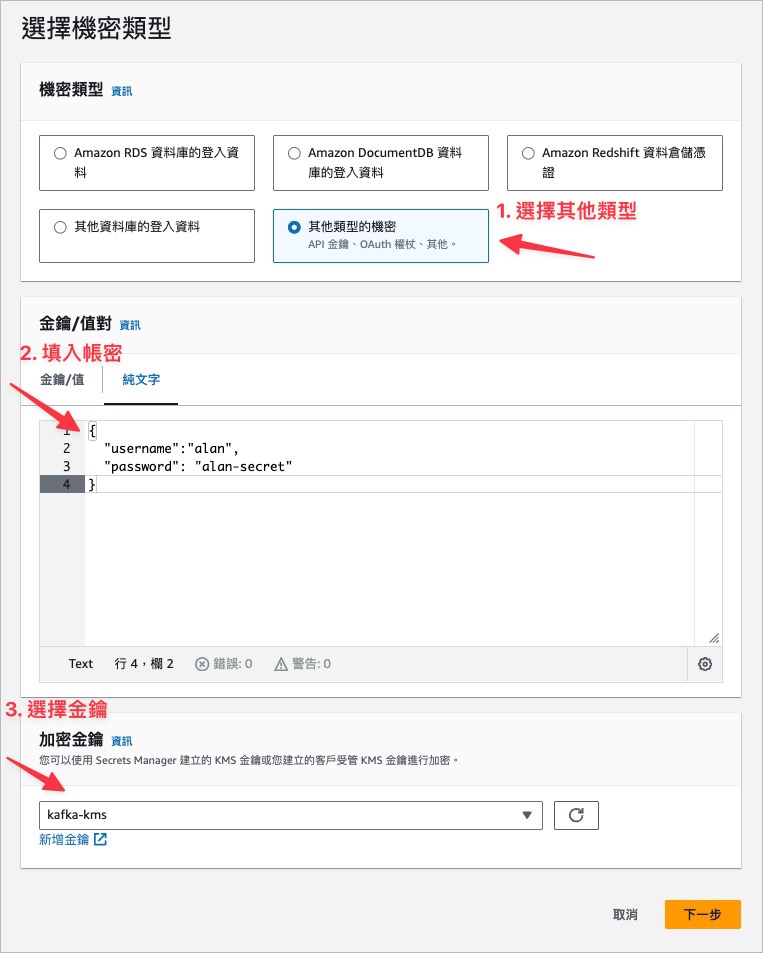 選擇機密類型
機密類型 資訊
Amazon RDS 資料庫的登入資
料
Amazon DocumentDB 資料
庫的登入資料
Amazon Redshift 資料倉儲憑
證
其他資料庫的登入資料
其他類型的機密
API 金鑰、OAuth 權杖、其他。
1. 選擇其他類型
金鑰/值對 資訊
2. 填入帳密
金鑰/值
純文字
1 {
2 "username":"alan",
3 "password": "alan-secret"
4 }
Text 行 4，欄 2 錯誤: 0 警告: 0
3. 選擇金鑰
加密金鑰 資訊
您可以使用 Secrets Manager 建立的 KMS 金鑰或您建立的客戶受管 KMS 金鑰進行加密。
kafka-kms
新增金鑰
取消 下一步